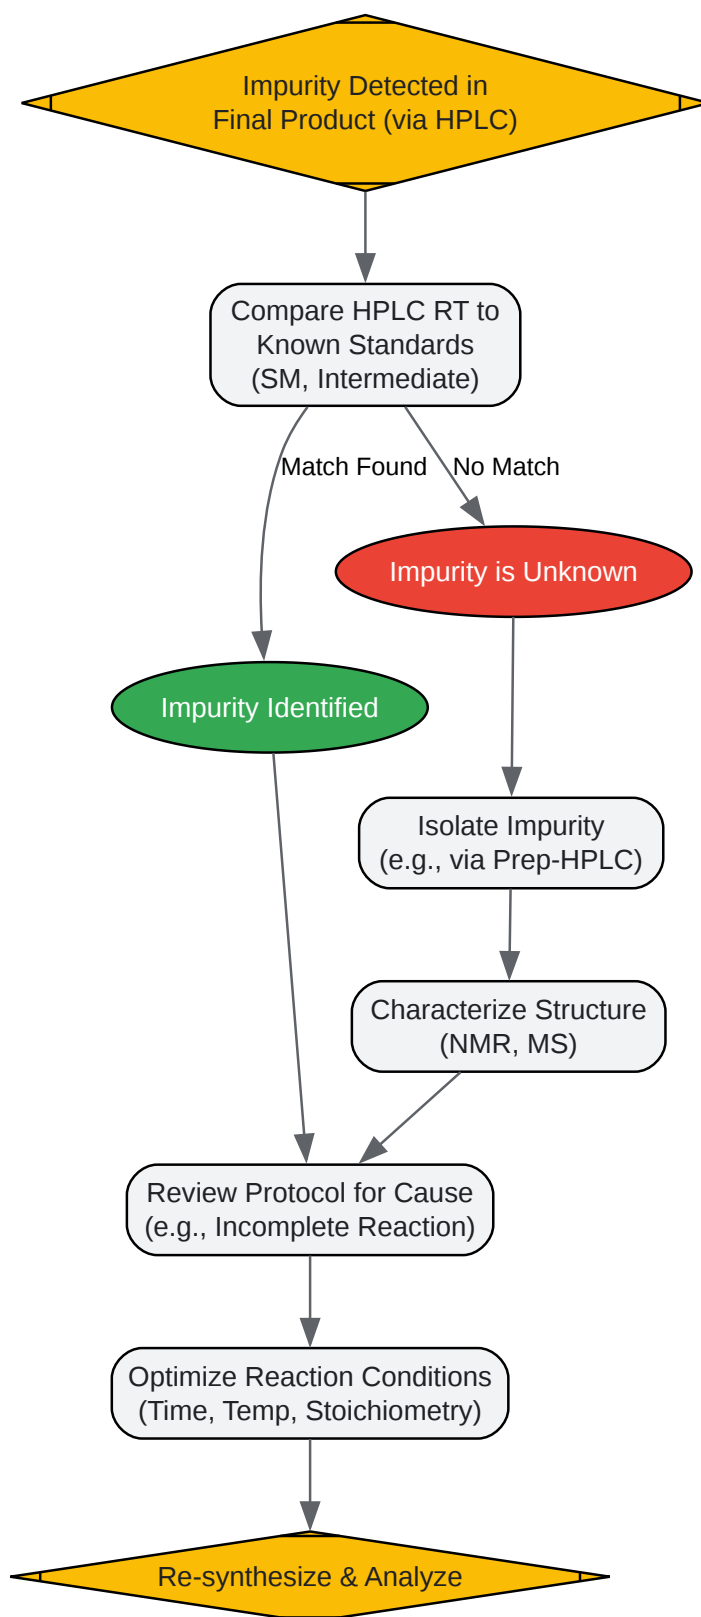 Impurity Detected in
Final Product (via HPLC)
Compare HPLC RT to
Known Standards
(SM, Intermediate)
Match Found
No Match
Impurity is Unknown
Impurity Identified
Isolate Impurity
(e.g., via Prep-HPLC)
Characterize Structure
(NMR, MS)
Review Protocol for Cause
(e.g., Incomplete Reaction)
Optimize Reaction Conditions
(Time, Temp, Stoichiometry)
Re-synthesize & Analyze